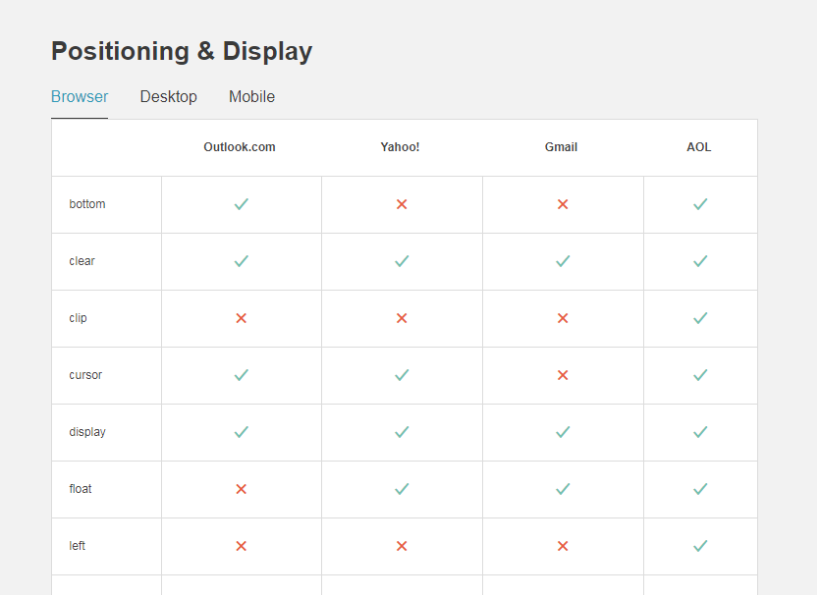 Positioning & Display
Browser Desktop Mobile
Outlook.com Yahoo! Gmail AOL
bottom ✓ ✕ ✕ ✓
clear ✓ ✓ ✓ ✓
clip ✕ ✕ ✕ ✓
cursor ✓ ✓ ✕ ✓
display ✓ ✓ ✓ ✓
float ✕ ✓ ✓ ✓
left ✕ ✕ ✕ ✓